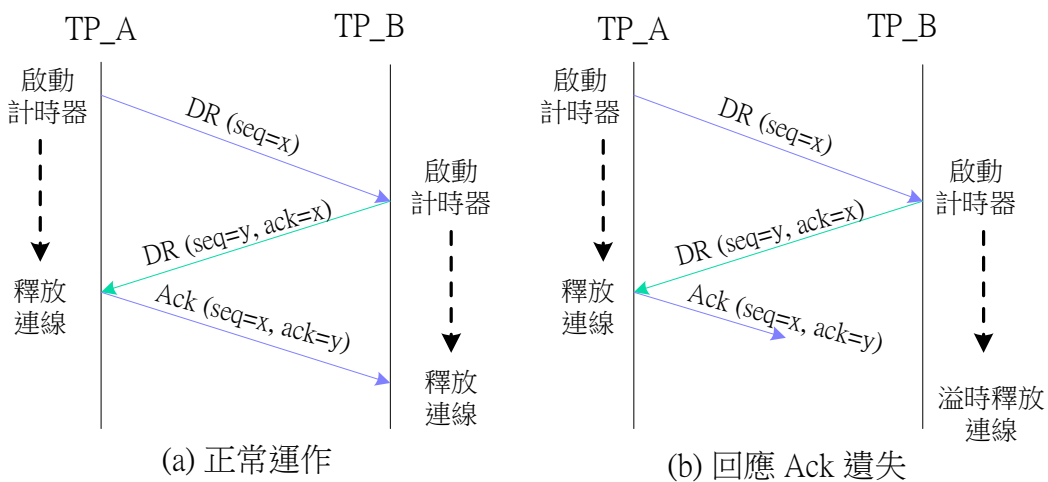 TP_A
TP_B
啟動
計時器
DR (seq=x)
啟動
計時器
DR (seq=y, ack=x)
釋放
連線
Ack (seq=x, ack=y)
釋放
連線
(a) 正常運作
TP_A
TP_B
啟動
計時器
DR (seq=x)
啟動
計時器
DR (seq=y, ack=x)
釋放
連線
Ack (seq=x, ack=y)
溢時釋放
連線
(b) 回應 Ack 遺失